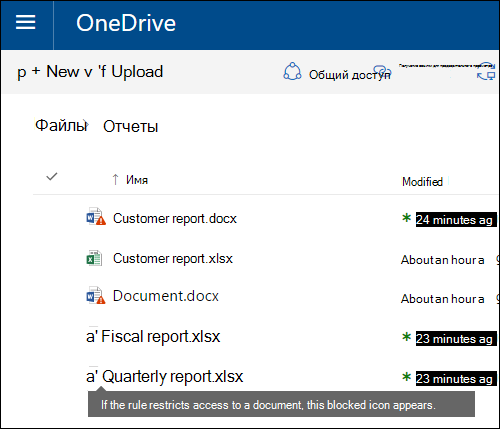 OneDrive
p + New v 'f Upload Общий доступ
Файлы Отчеты
Имя Modified
Customer report.docx 24 minutes ag
Customer report.xlsx About an hour a
Document.docx About an hour a
a' Fiscal report.xlsx 23 minutes ag
a' Quarterly report.xlsx 23 minutes ag
If the rule restricts access to a document, this blocked icon appears.